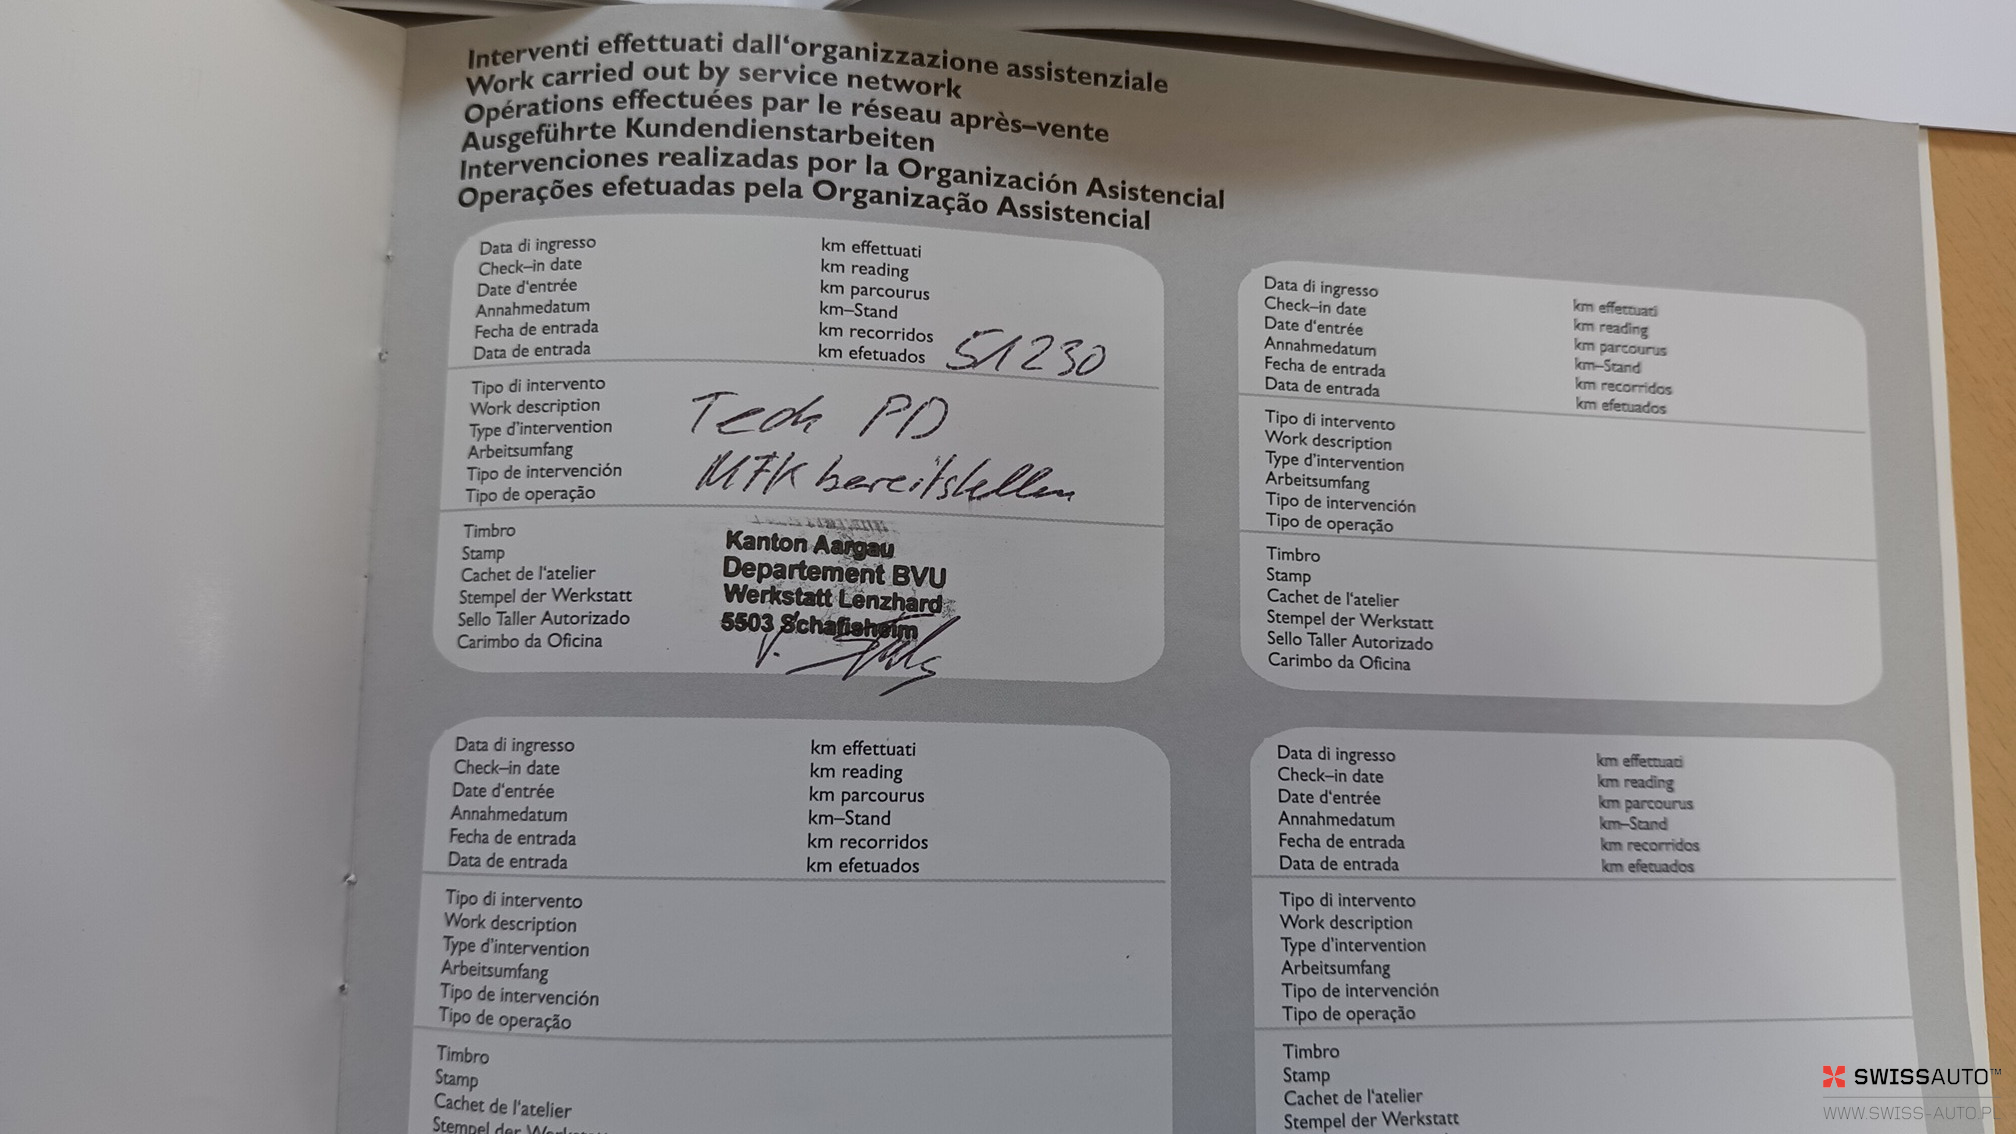 Interventi effettuati dall'organizzazione assistenziale
Work carried out by service network
Opérations effectuées par le réseau après–vente
Ausgeführte Kundendienstarbeiten
Intervenciones realizadas por la Organización Asistencial
Operações efetuadas pela Organização Assistencial
Data di ingresso
Check–in date
Date d'entrée
Annahmedatum
Fecha de entrada
Data de entrada
km effettuati
km reading
km parcourus
km–Stand
km recorridos
km efetuados 51230
Tipo di intervento
Work description
Type d'intervention
Arbeitsumfang
Tipo de intervención
Tipo de operação
Tech PD
MFK bereitstellen
Timbro
Stamp
Cachet de l'atelier
Stempel der Werkstatt
Sello Taller Autorizado
Carimbo da Oficina
Kanton Aargau
Departement BVU
Werkstatt Lenzhard
5503 Schafisheim
Data di ingresso
Check–in date
Date d'entrée
Annahmedatum
Fecha de entrada
Data de entrada
km effettuati
km reading
km parcourus
km–Stand
km recorridos
km efetuados
Tipo di intervento
Work description
Type d'intervention
Arbeitsumfang
Tipo de intervención
Tipo de operação
Timbro
Stamp
Cachet de l'atelier
Stempel der Werkstatt
Sello Taller Autorizado
Carimbo da Oficina
Data di ingresso
Check–in date
Date d'entrée
Annahmedatum
Fecha de entrada
Data de entrada
km effettuati
km reading
km parcourus
km–Stand
km recorridos
km efetuados
Tipo di intervento
Work description
Type d'intervention
Arbeitsumfang
Tipo de intervención
Tipo de operação
Timbro
Stamp
Cachet de l'atelier
Stempel der
Data di ingresso
Check–in date
Date d'entrée
Annahmedatum
Fecha de entrada
Data de entrada
km effettuati
km reading
km parcourus
km–Stand
km recorridos
km efetuados
Tipo di intervento
Work description
Type d'intervention
Arbeitsumfang
Tipo de intervención
Tipo de operação
Timbro
Stamp
Cachet de l'atelier
Stempel der Werkstatt
SWISSAUTO™
WWW.SWISS-AUTO.PL